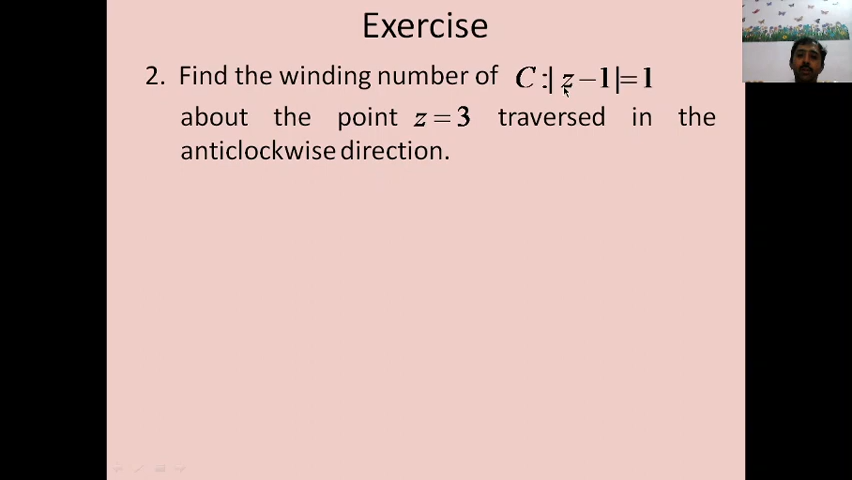 Exercise
2. Find the winding number of C:|z−1|=1
about the point z=3 traversed in the
anticlockwise direction.